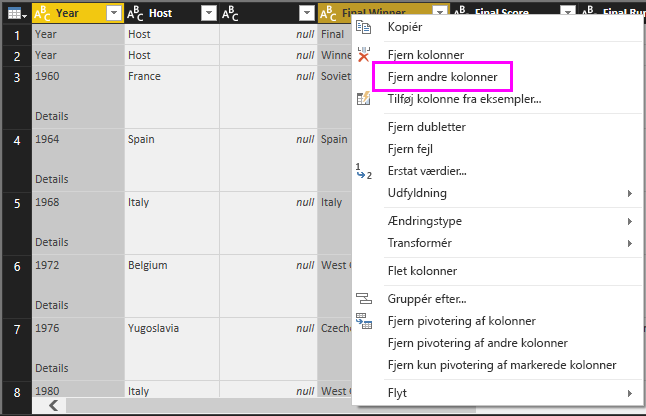 Year Host Final Winner Final Score Final Run
1 Year Host null Final
2 Year Host null Winne
3 1960 France null Soviet
Details
4 1964 Spain null Spain
Details
5 1968 Italy null Italy
Details
6 1972 Belgium null West G
Details
7 1976 Yugoslavia null Czecho
Details
8 1980 Italy null West G
Kopiér
Fjern kolonner
Fjern andre kolonner
Tilføj kolonne fra eksempler...
Fjern dubletter
Fjern fejl
Erstat værdier...
Udfyldning
Ændringstype
Transformér
Flet kolonner
Gruppér efter...
Fjern pivotering af kolonner
Fjern pivotering af andre kolonner
Fjern kun pivotering af markerede kolonner
Flyt